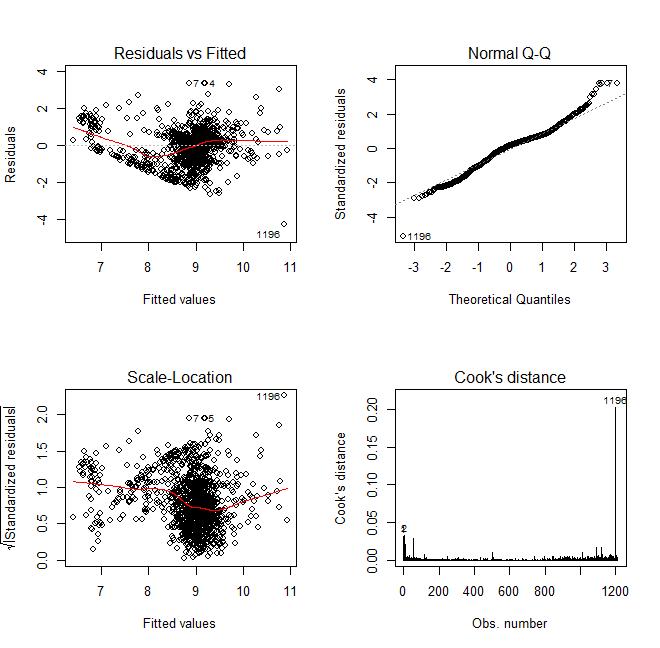 Residuals vs Fitted
Residuals
4
2
0
-2
-4
7
4
1196
7 8 9 10 11
Fitted values
Normal Q-Q
Standardized residuals
4
2
0
-2
-4
7
1196
-3 -2 -1 0 1 2 3
Theoretical Quantiles
Scale-Location
√|Standardized residuals|
2.0
1.5
1.0
0.5
0.0
1196
7
5
7 8 9 10 11
Fitted values
Cook's distance
Cook's distance
0.20
0.15
0.10
0.05
0.00
1196
0 200 400 600 800 1200
Obs. number